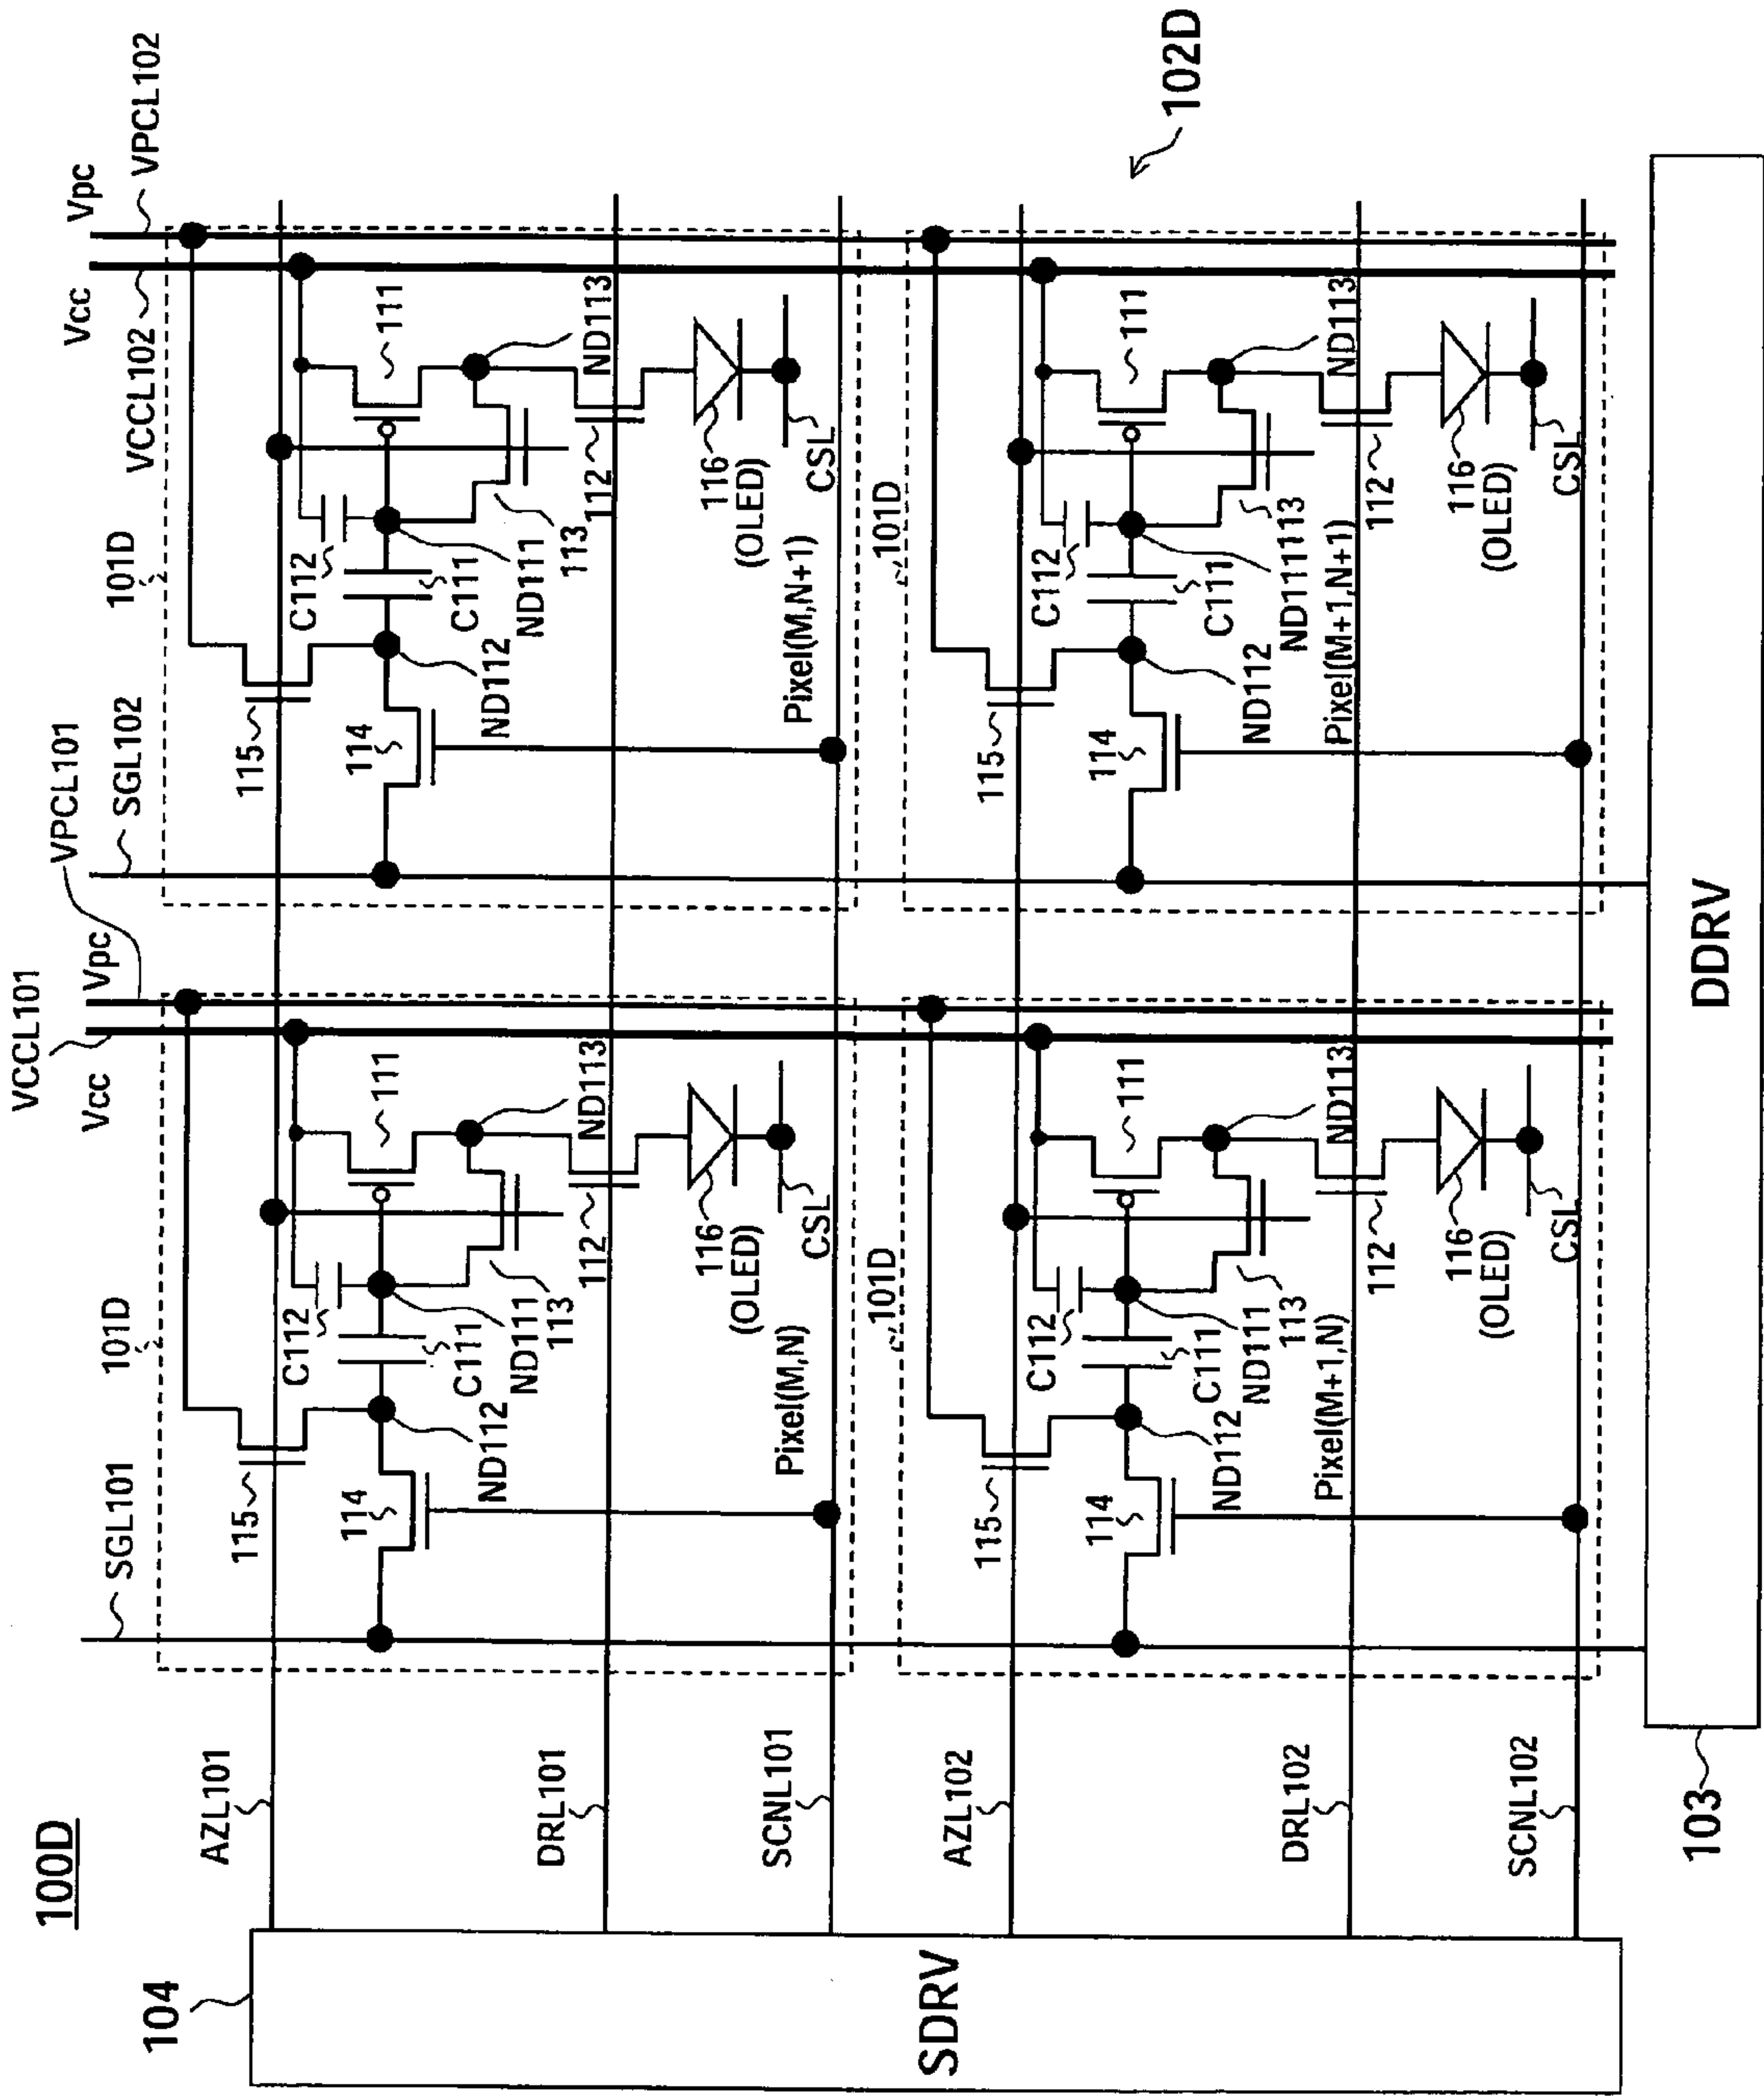 100D
VCCL101
VPCL101
Vcc
Vpc
VCCL102
Vcc
Vpc
VPCL102
SGL101
101D
SGL102
101D
102D
104
SDRV
AZL101
115
C112
111
115
C112
111
114
C111
114
C111
DRL101
ND112
ND111
113
112
ND113
ND112
ND111
113
112
ND113
116
(OLED)
116
(OLED)
SCNL101
Pixel(M,N)
CSL
Pixel(M,N+1)
CSL
101D
101D
AZL102
115
C112
111
115
C112
111
114
C111
114
C111
DRL102
ND112
ND111
113
ND113
ND112
ND111
113
ND113
Pixel(M+1,N)
112
Pixel(M+1,N+1)
112
116
(OLED)
116
(OLED)
SCNL102
CSL
CSL
103
DDRV